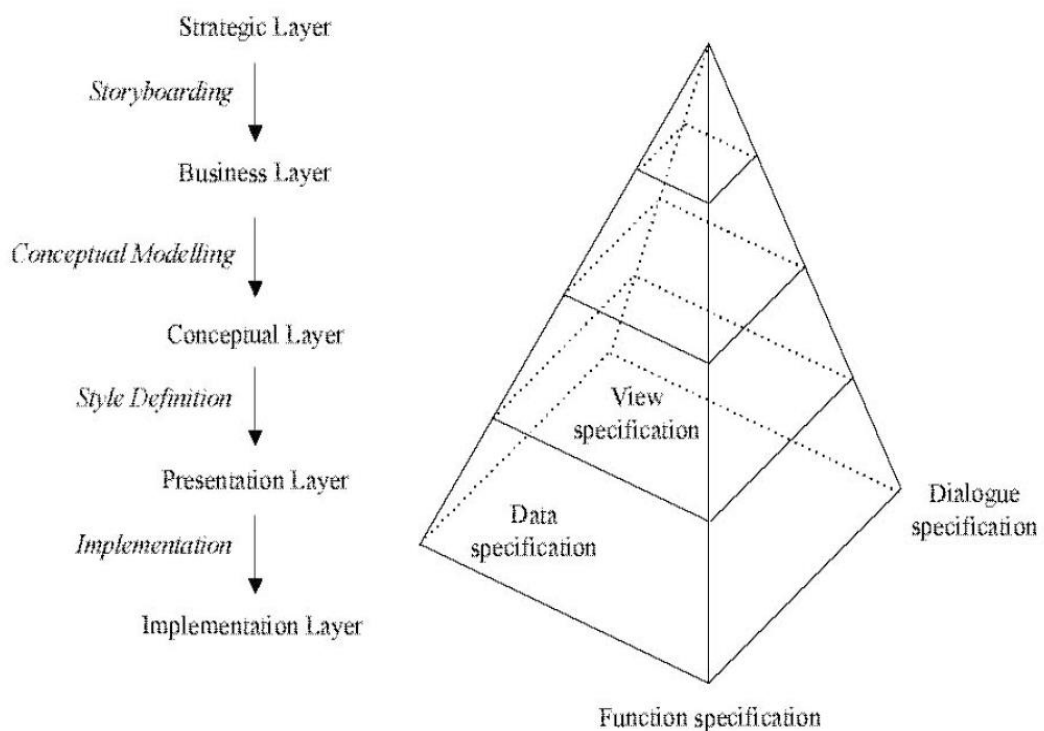 Strategic Layer
Storyboarding
Business Layer
Conceptual Modelling
Conceptual Layer
Style Definition
Presentation Layer
Implementation
Implementation Layer
View
specification
Data
specification
Dialogue
specification
Function specification